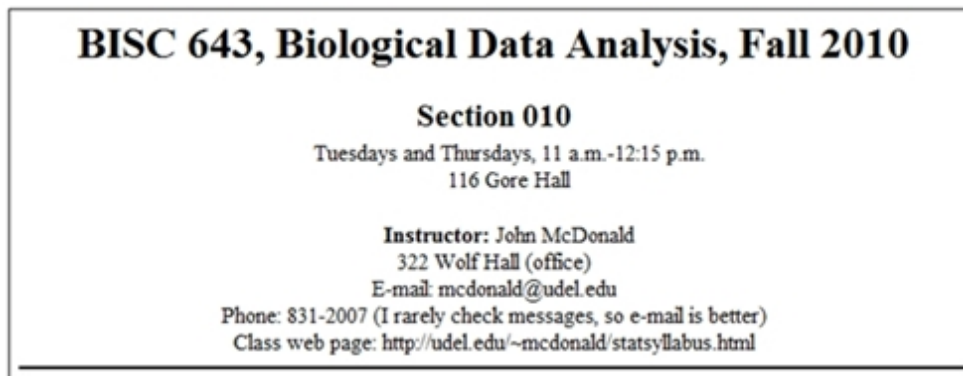 BISC 643, Biological Data Analysis, Fall 2010
Section 010
Tuesdays and Thursdays, 11 a.m.-12:15 p.m.
116 Gore Hall
Instructor: John McDonald
322 Wolf Hall (office)
E-mail: mcdonald@udel.edu
Phone: 831-2007 (I rarely check messages, so e-mail is better)
Class web page: http://udel.edu/~mcdonald/statsyllabus.html